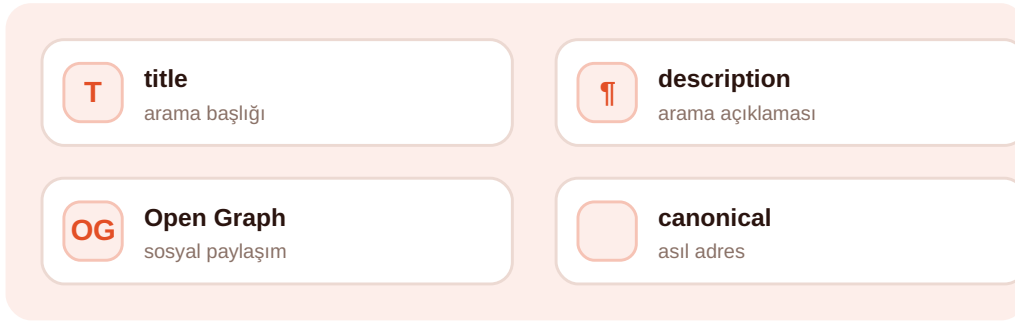 T
title
arama başlığı
¶
description
arama açıklaması
OG
Open Graph
sosyal paylaşım
canonical
asıl adres